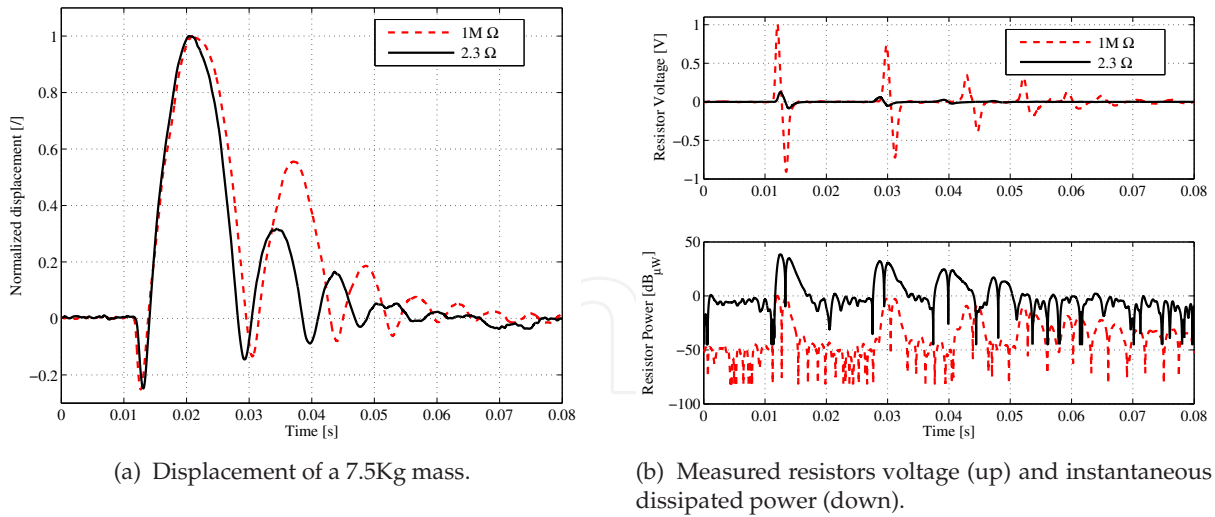 1M Ω
2.3 Ω
Normalized displacement [/]
1
0.8
0.6
0.4
0.2
0
−0.2
0 0.01 0.02 0.03 0.04 0.05 0.06 0.07 0.08
Time [s]
(a) Displacement of a 7.5Kg mass.
1M Ω
2.3 Ω
Resistor Voltage [V]
1
0.5
0
−0.5
−1
0 0.01 0.02 0.03 0.04 0.05 0.06 0.07 0.08
Resistor Power [dBµW]
50
0
−50
−100
0 0.01 0.02 0.03 0.04 0.05 0.06 0.07 0.08
Time [s]
(b) Measured resistors voltage (up) and instantaneous
dissipated power (down).